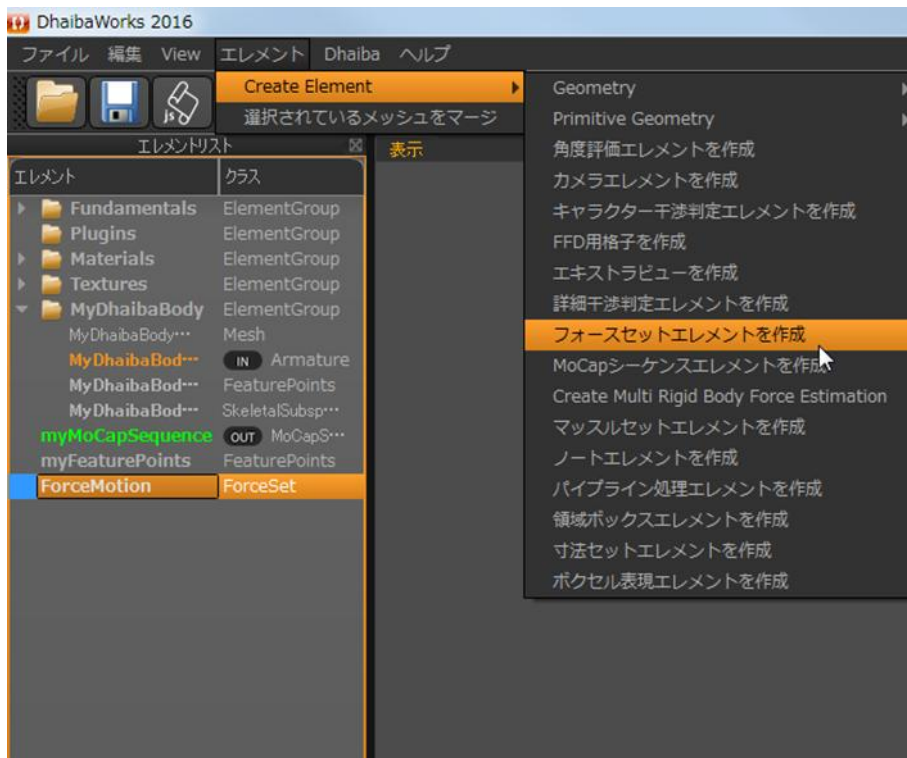 DhaibaWorks 2016
ファイル 編集 View エレメント Dhaiba ヘルプ
js
Create Element
選択されているメッシュをマージ
Geometry
Primitive Geometry
角度評価エレメントを作成
カメラエレメントを作成
キャラクター干渉判定エレメントを作成
FFD用格子を作成
エキストラビューを作成
詳細干渉判定エレメントを作成
フォースセットエレメントを作成
MoCapシーケンスエレメントを作成
Create Multi Rigid Body Force Estimation
マッスルセットエレメントを作成
ノートエレメントを作成
パイプライン処理エレメントを作成
領域ボックスエレメントを作成
寸法セットエレメントを作成
ボクセル表現エレメントを作成
エレメントリスト
表示
エレメント クラス
Fundamentals ElementGroup
Plugins ElementGroup
Materials ElementGroup
Textures ElementGroup
MyDhaibaBody ElementGroup
MyDhaibaBody… Mesh
MyDhaibaBod… IN Armature
MyDhaibaBod… FeaturePoints
MyDhaibaBod… SkeletalSubsp…
myMoCapSequence OUT MoCapS…
myFeaturePoints FeaturePoints
ForceMotion ForceSet